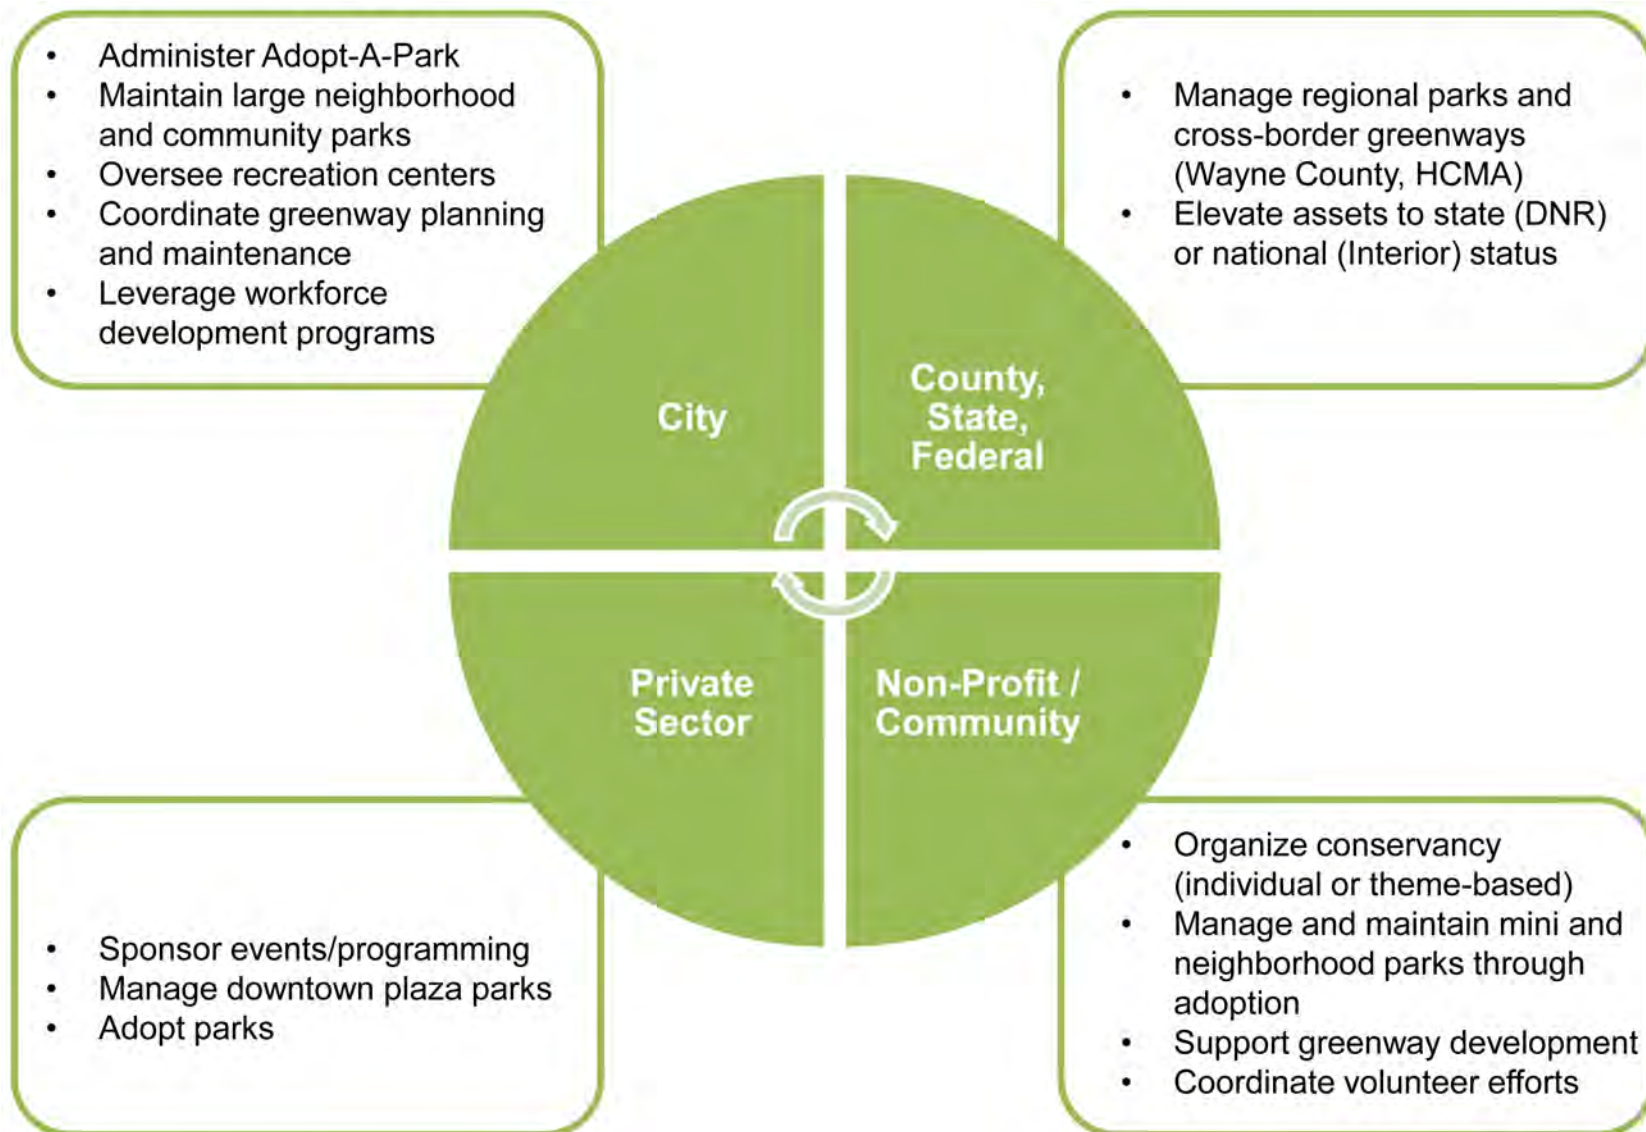 • Administer Adopt-A-Park
• Maintain large neighborhood
and community parks
• Oversee recreation centers
• Coordinate greenway planning
and maintenance
• Leverage workforce
development programs
• Manage regional parks and
cross-border greenways
(Wayne County, HCMA)
• Elevate assets to state (DNR)
or national (Interior) status
City
County,
State,
Federal
Private
Sector
Non-Profit /
Community
• Sponsor events/programming
• Manage downtown plaza parks
• Adopt parks
• Organize conservancy
(individual or theme-based)
• Manage and maintain mini and
neighborhood parks through
adoption
• Support greenway development
• Coordinate volunteer efforts